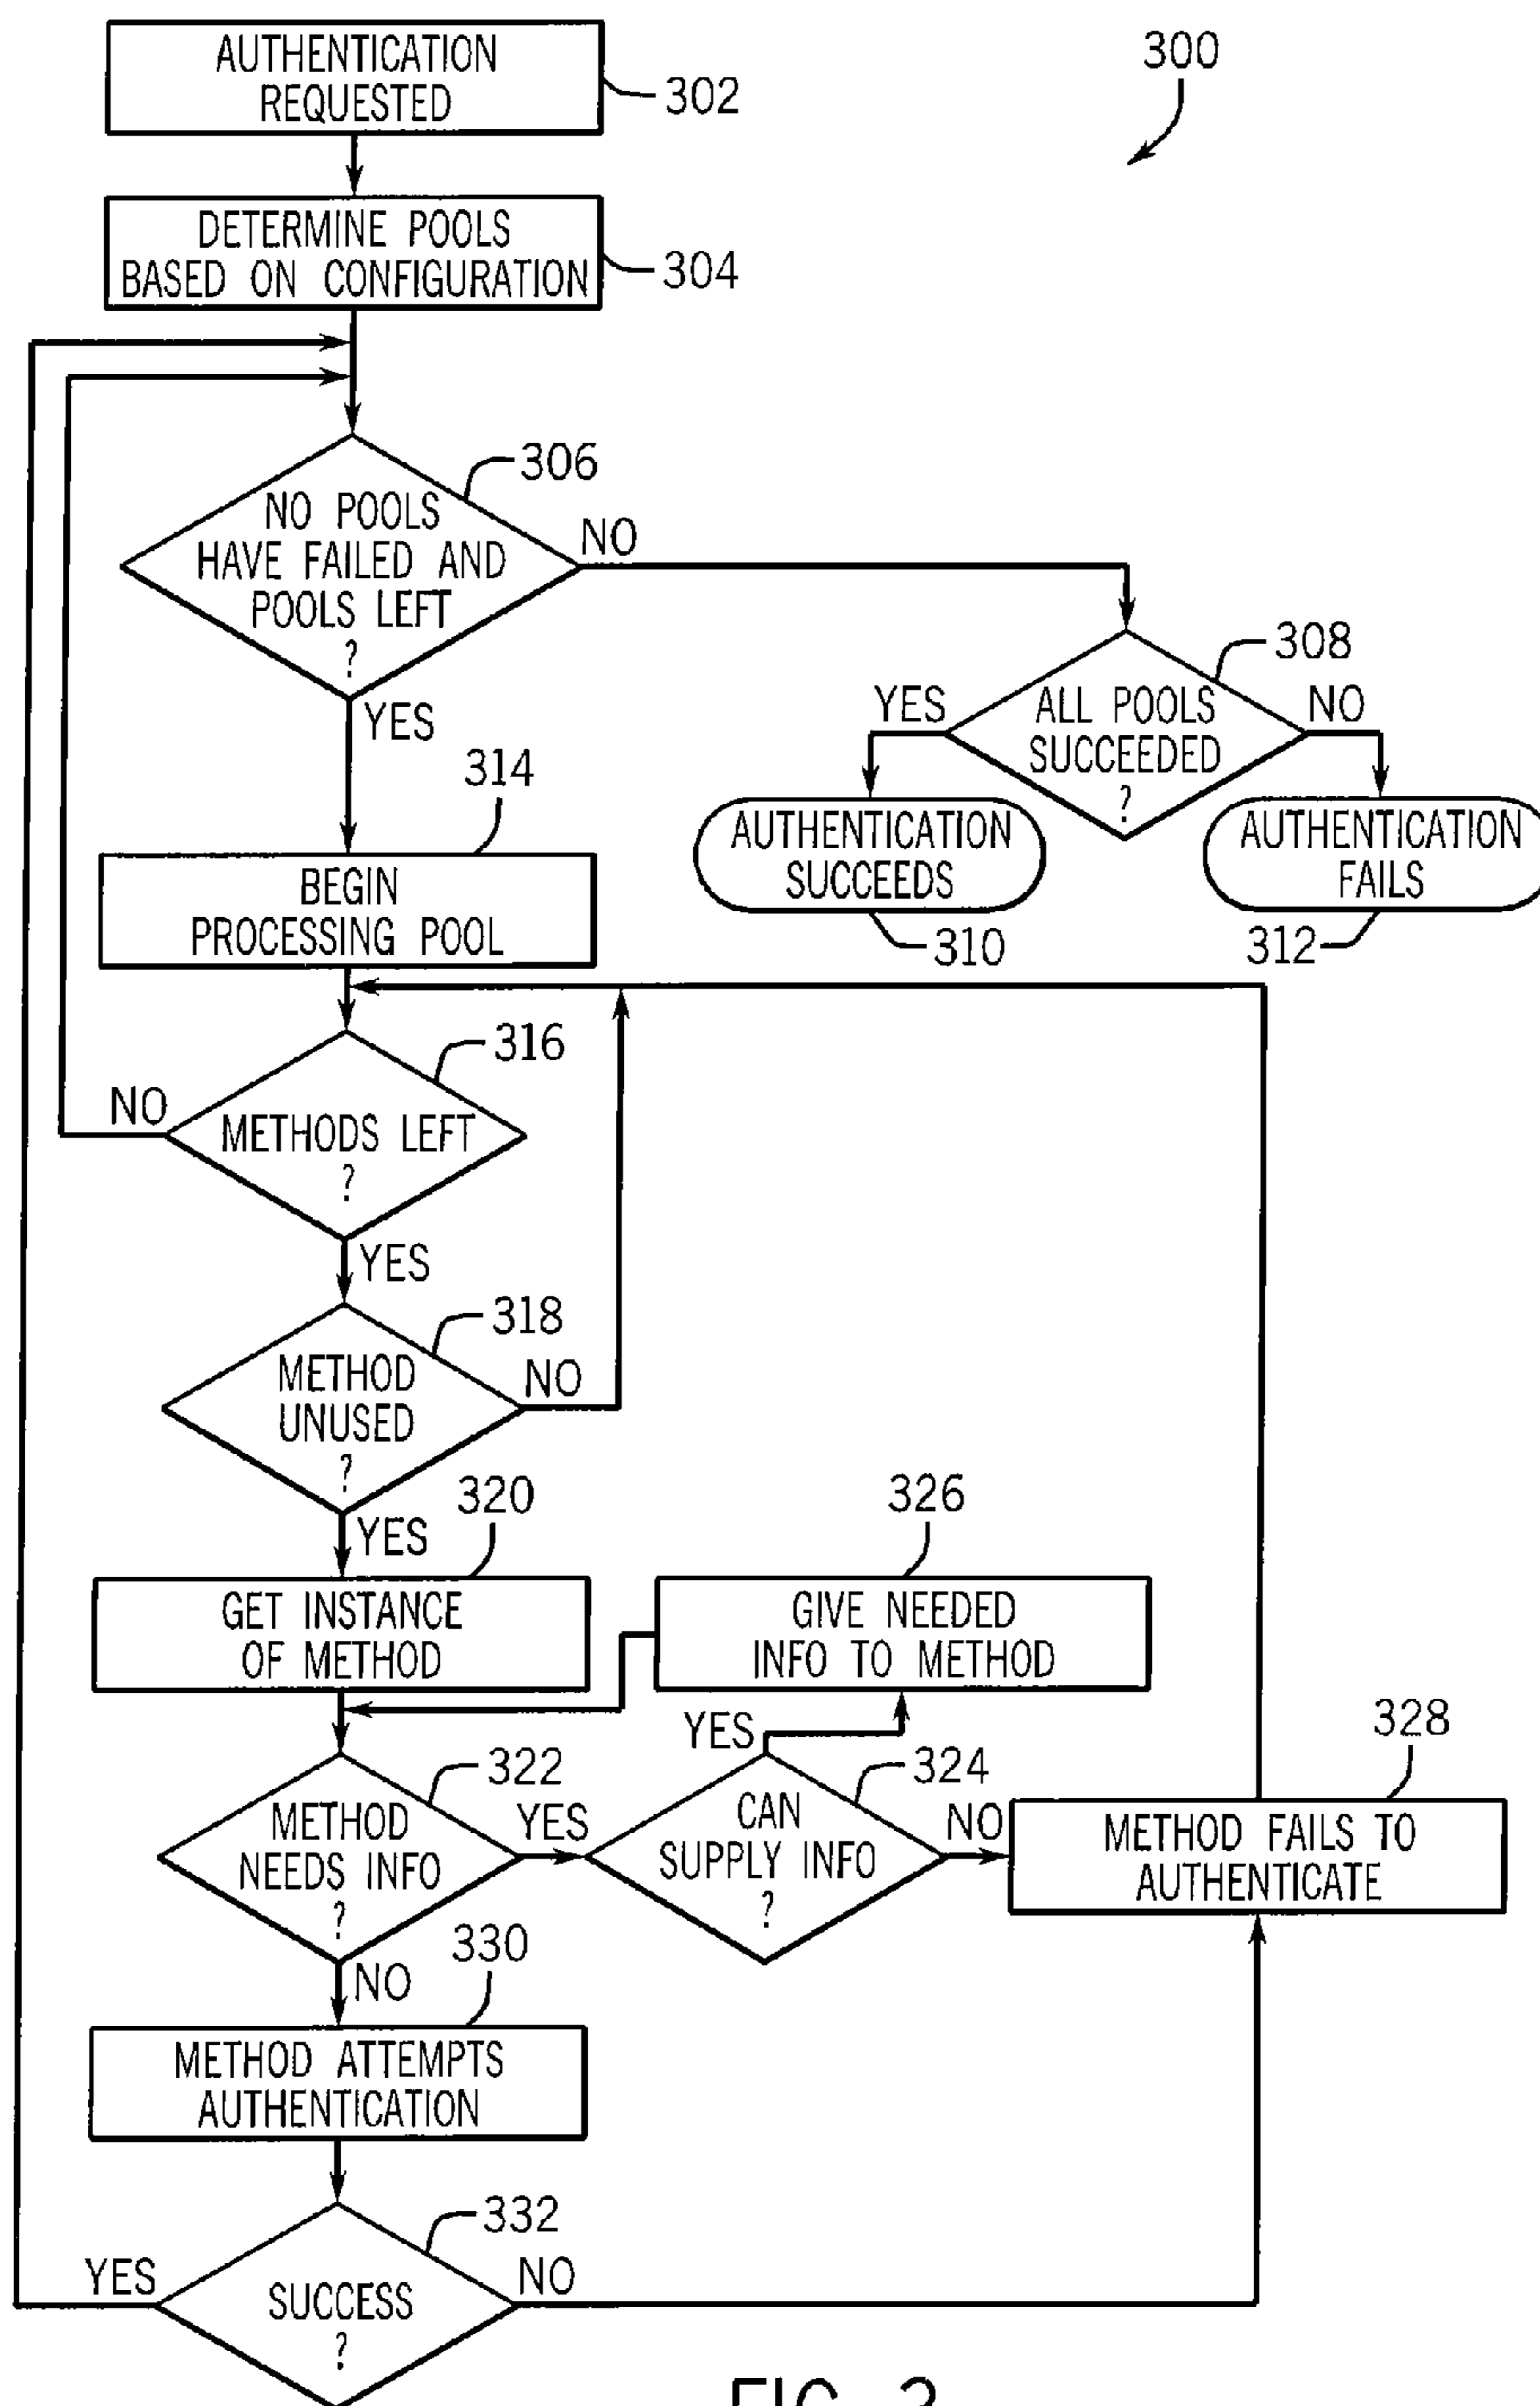 AUTHENTICATION
REQUESTED
302
300
DETERMINE POOLS
BASED ON CONFIGURATION
304
306
NO POOLS
HAVE FAILED AND
POOLS LEFT
?
NO
YES
308
ALL POOLS
SUCCEEDED
?
YES
NO
AUTHENTICATION
SUCCEEDS
310
AUTHENTICATION
FAILS
312
314
BEGIN
PROCESSING POOL
316
METHODS LEFT
?
NO
YES
318
METHOD
UNUSED
?
NO
YES
320
GET INSTANCE
OF METHOD
326
GIVE NEEDED
INFO TO METHOD
322
METHOD
NEEDS INFO
?
YES
NO
324
CAN
SUPPLY INFO
?
YES
NO
328
METHOD FAILS TO
AUTHENTICATE
330
METHOD ATTEMPTS
AUTHENTICATION
332
SUCCESS
?
YES
NO